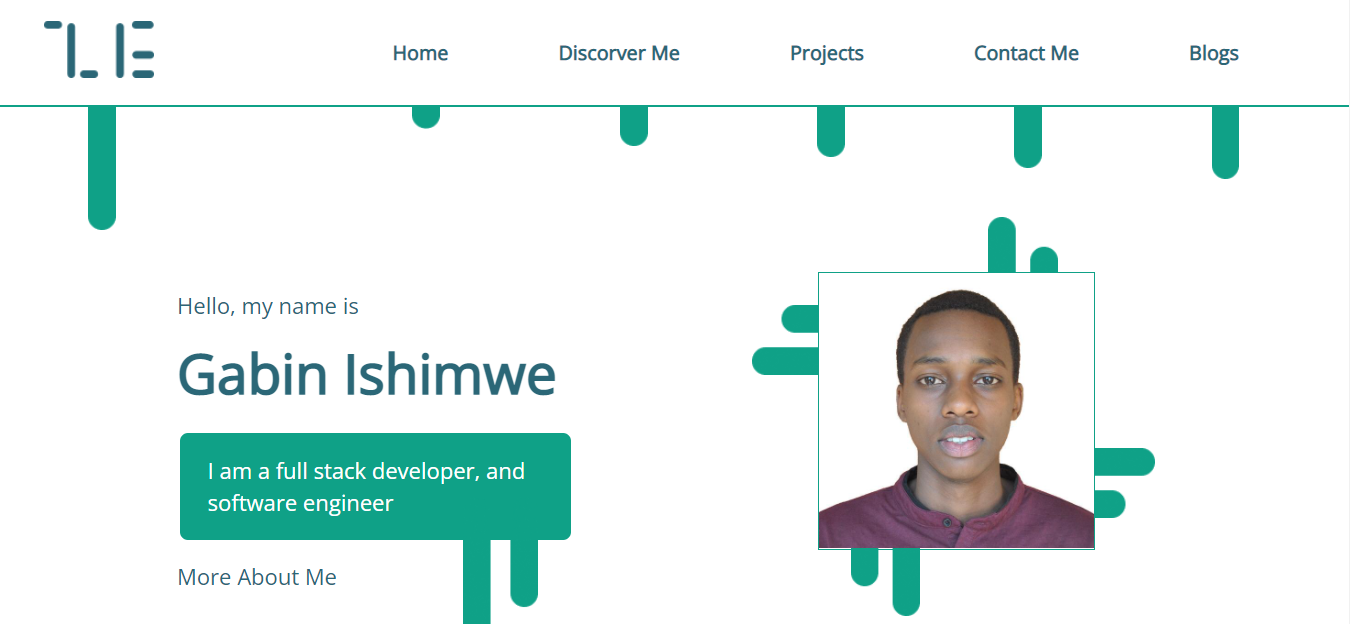 Home Discorver Me Projects Contact Me Blogs
Hello, my name is
Gabin Ishimwe
I am a full stack developer, and
software engineer
More About Me